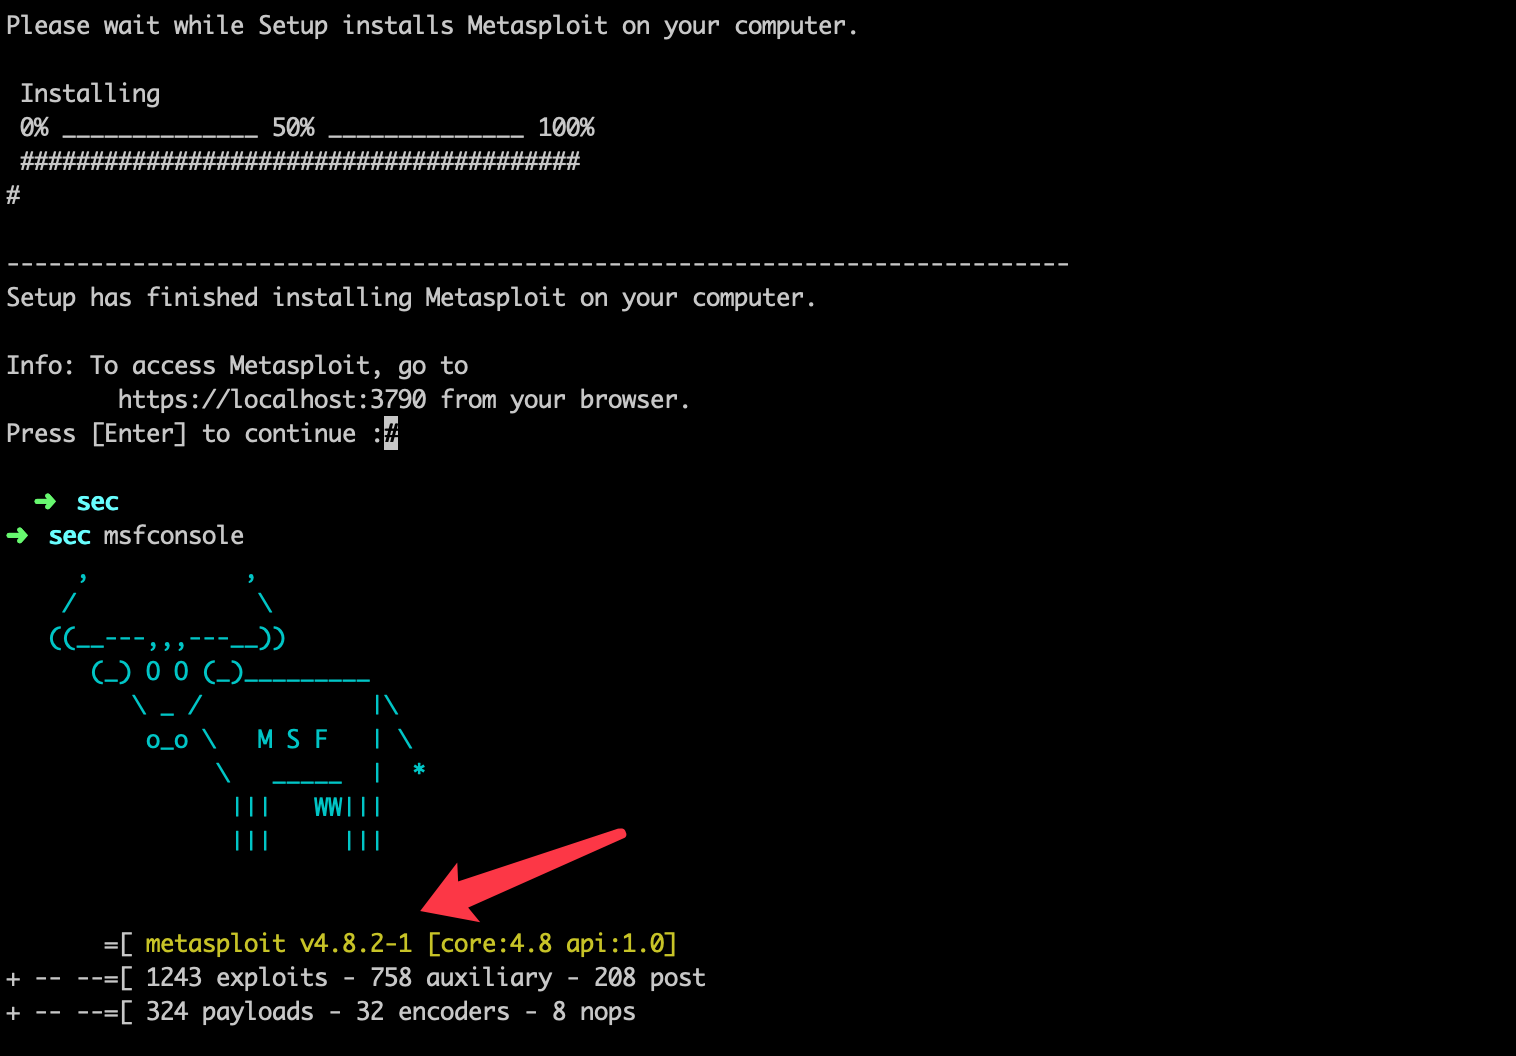 Please wait while Setup installs Metasploit on your computer.
 Installing
 0% ______________ 50% ______________ 100%
 ########################################
#
----------------------------------------------------------------------------
Setup has finished installing Metasploit on your computer.
Info: To access Metasploit, go to
        https://localhost:3790 from your browser.
Press [Enter] to continue :#
  ➜  sec
➜  sec msfconsole
     ,           ,
    /             \
   ((__---,,,---__))
      (_) O O (_)_________
         \ _ /            |\
          o_o \   M S F   | \
               \   _____  |  *
                |||   WW|||
                |||     |||
       =[ metasploit v4.8.2-1 [core:4.8 api:1.0]
+ -- --=[ 1243 exploits - 758 auxiliary - 208 post
+ -- --=[ 324 payloads - 32 encoders - 8 nops